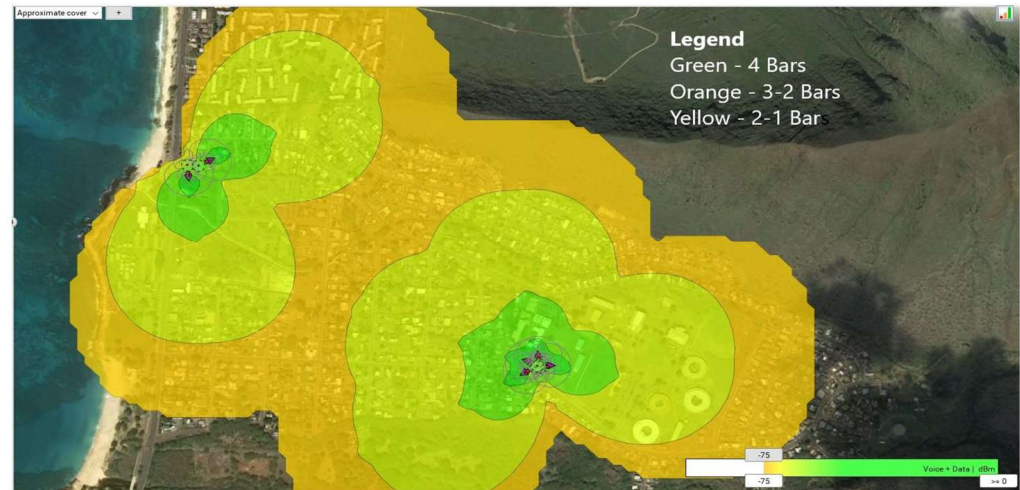 Approximate cover
+
Legend
Green - 4 Bars
Orange - 3-2 Bars
Yellow - 2-1 Bar
-75
Voice + Data | dBm
-75
>= 0